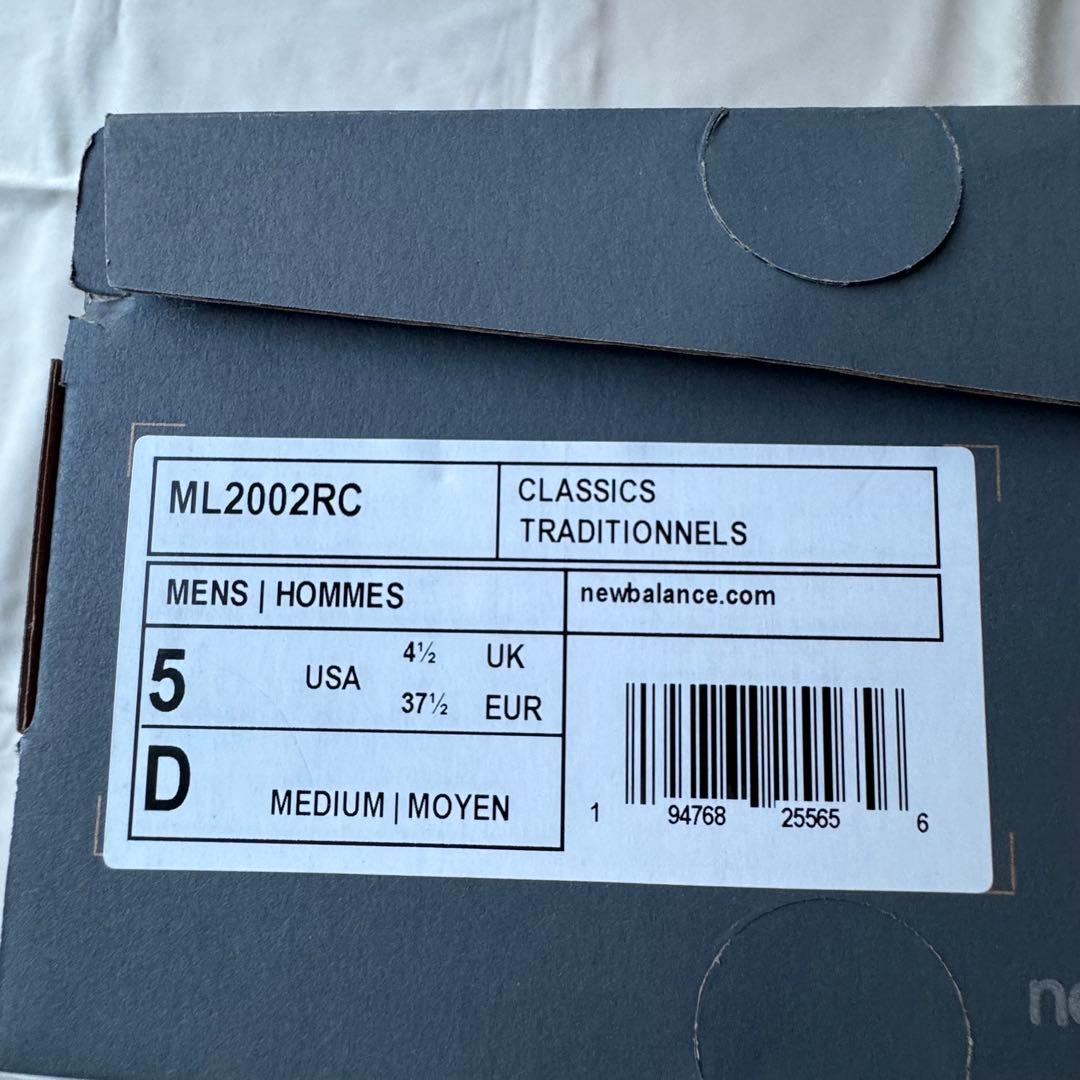 ML2002RC
CLASSICS
TRADITIONNELS
MENS | HOMMES
newbalance.com
5 USA 4½ UK
37½ EUR
D MEDIUM | MOYEN
1 94768 25565 6
ne